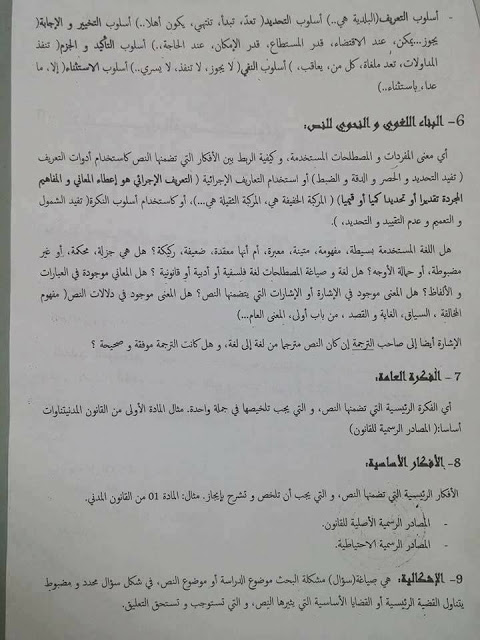 - أسلوب التعريف(البلدية هي..) أسلوب التحديد( تعدّ، تبدأ، تنتهي، يكون أهلا..) أسلوب التخيير و الإجابة(
يجوز...يمكن، عند الاقتضاء، قدر المستطاع، قدر الإمكان، عند الحاجة،..) أسلوب التأكيد و الجزم( تنفذ
المداولات، تعد ملغاة، كل من، يعاقب، ) أسلوب النفي( لا يجوز، لا تنفذ، لا يسري..) أسلوب الاستثناء( إلا، ما
عدا، باستثناء..)
6- البناء اللغوي و النحوي للنص:
أي معنى المفردات و المصطلحات المستخدمة، و كيفية الربط بين الأفكار التي تضمنها النص كاستخدام أدوات التعريف
( تفيد التحديد و الحصر و الدقة و الضبط) أو استخدام التعاريف الإجرائية ( التعريف الإجرائي هو إعطاء المعاني و المفاهيم
المجردة تقديرا أو تحديدا كميا أو قيميا) ( المركبة الخفيفة هي، المركبة الثقيلة هي...)، أو كاستخدام أسلوب النكرة( تفيد الشمول
و التعميم و عدم التقييد و التحديد، ).
هل اللغة المستخدمة بسيطة، مفهومة، متينة، معبرة، أم أنها معقدة، ضعيفة، ركيكة؟ هل هي جزلة، محكمة، أو غير
مضبوطة، أو حمالة الأوجه؟ هل لغة و صياغة المصطلحات لغة فلسفية أو أدبية أو قانونية ؟ هل المعاني موجودة في العبارات
و الألفاظ؟ هل المعنى موجود في الإشارة أو الإشارات التي يتضمنها النص؟ هل المعنى موجود في دلالات النص( مفهوم
المخالفة ، السياق، الغاية و القصد ، من باب أولى، المعنى العام...)
الإشارة أيضا إلى صاحب الترجمة إن كان النص مترجما من لغة إلى لغة، و هل كانت الترجمة موفقة و صحيحة ؟
7 - الفكرة العامة:
أي الفكرة الرئيسية التي تضمنها النص، و التي يجب تلخيصها في جملة واحدة. مثال المادة الأولى من القانون المدنيتناولت
أساسا:( المصادر الرسمية للقانون)
8- الأفكار الأساسية:
الأفكار الرئيسية التي تضمنها النص، و التي يجب أن تلخص و تشرح بإيجاز. مثال: المادة 01 من القانون المدني.
- المصادر الرسمية الأصلية للقانون.
- المصادر الرسمية الاحتياطية.
9- الإشكالية: هي صياغة(سؤال) مشكلة البحث موضوع الدراسة أو موضوع النص، في شكل سؤال محدد و مضبوط
يتناول القضية الرئيسية أو القضايا الأساسية التي يثيرها النص، و التي تستوجب و تستحق التعليق.